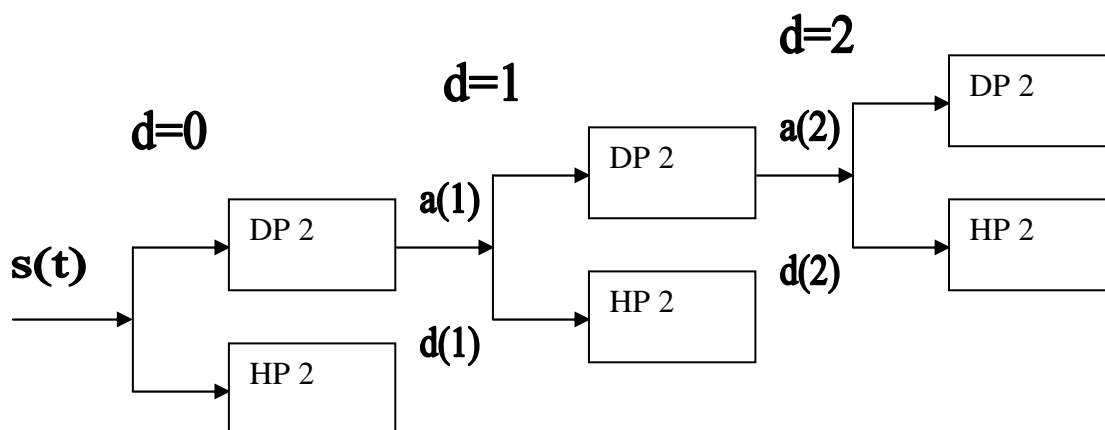 d=0
d=1
d=2
s(t)
DP 2
HP 2
a(1)
d(1)
DP 2
HP 2
a(2)
d(2)
DP 2
HP 2